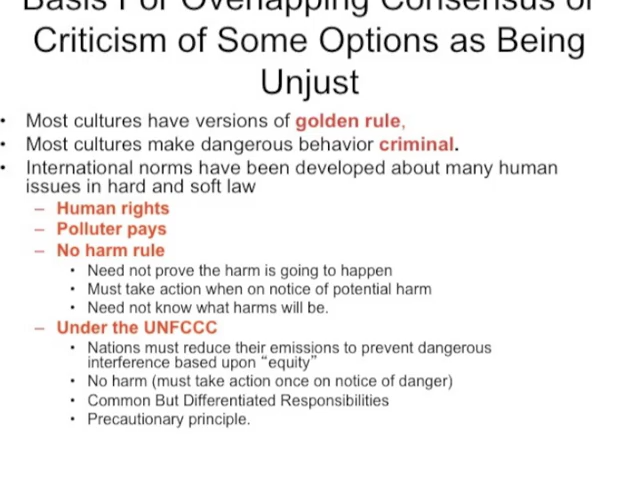 Basis For Overlapping Consensus of
Criticism of Some Options as Being
Unjust
• Most cultures have versions of golden rule,
• Most cultures make dangerous behavior criminal.
• International norms have been developed about many human
issues in hard and soft law
– Human rights
– Polluter pays
– No harm rule
• Need not prove the harm is going to happen
• Must take action when on notice of potential harm
• Need not know what harms will be.
– Under the UNFCCC
• Nations must reduce their emissions to prevent dangerous
interference based upon “equity”
• No harm (must take action once on notice of danger)
• Common But Differentiated Responsibilities
• Precautionary principle.